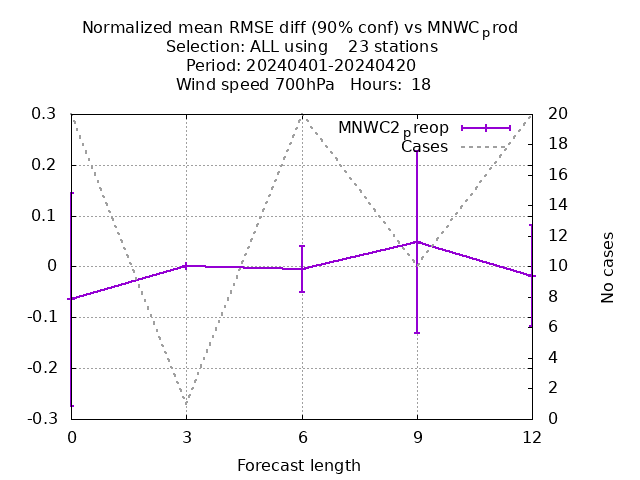 Normalized mean RMSE diff (90% conf) vs MNWCprod
Selection: ALL using    23 stations
Period: 20240401-20240420
Wind speed 700hPa   Hours: 18
MNWC2preop
Cases
0.3
0.2
0.1
0
-0.1
-0.2
-0.3
20
18
16
14
12
10
8
6
4
2
0
No cases
0
3
6
9
12
Forecast length